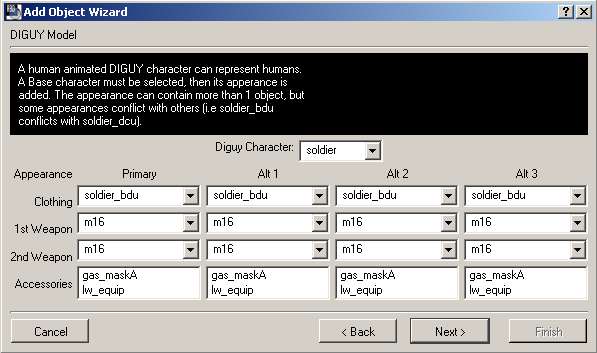 Add Object Wizard
DIGUY Model
A human animated DIGUY character can represent humans.
A Base character must be selected, then its apperance is
added. The appearance can contain more than 1 object, but
some appearances conflict with others (i.e soldier_bdu
conflicts with soldier_dcu).
Diguy Character: soldier
Appearance Primary Alt 1 Alt 2 Alt 3
Clothing soldier_bdu soldier_bdu soldier_bdu soldier_bdu
1st Weapon m16 m16 m16 m16
2nd Weapon m16 m16 m16 m16
Accessories gas_maskA gas_maskA gas_maskA gas_maskA
lw_equip lw_equip lw_equip lw_equip
Cancel < Back Next > Finish